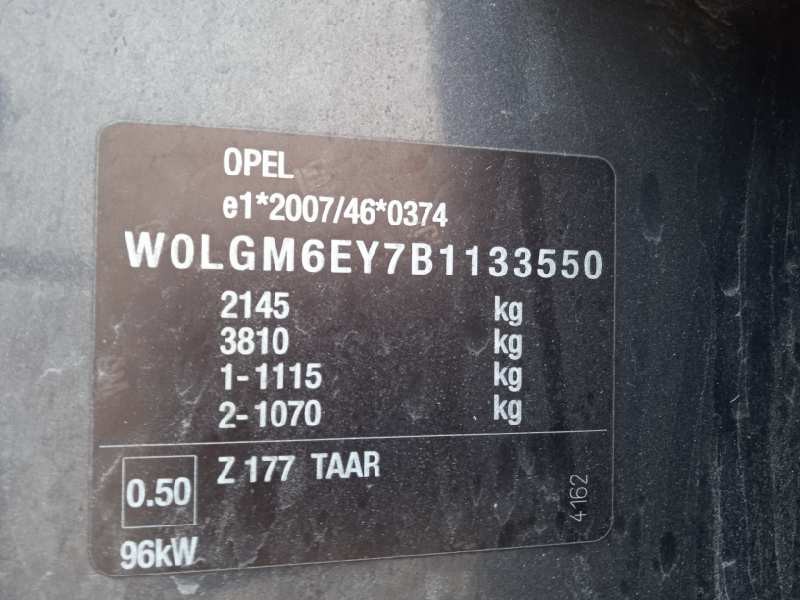 OPEL
e1*2007/46*0374
W0LGM6EY7B1133550
2145 kg
3810 kg
1-1115 kg
2-1070 kg
0.50 Z 177 TAAR
96kW
4162